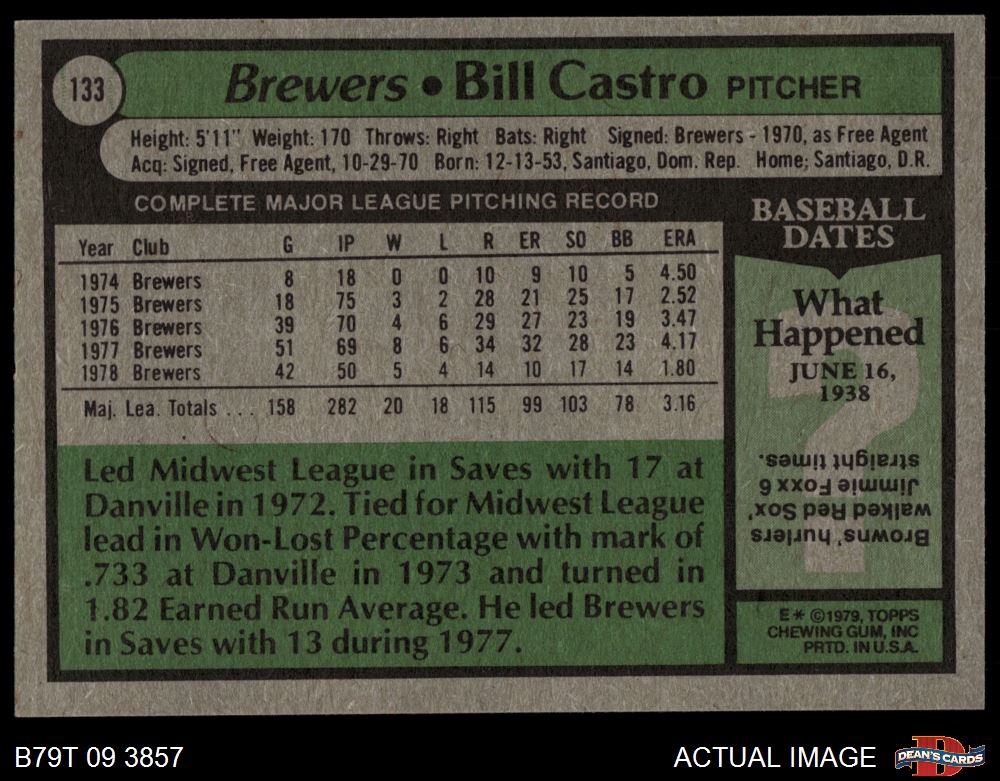 133
Brewers • Bill Castro PITCHER
Height: 5'11" Weight: 170 Throws: Right Bats: Right Signed: Brewers - 1970, as Free Agent
Acq: Signed, Free Agent, 10-29-70 Born: 12-13-53, Santiago, Dom. Rep. Home; Santiago, D.R.
COMPLETE MAJOR LEAGUE PITCHING RECORD
Year Club G IP W L R ER SO BB ERA
1974 Brewers 8 18 0 0 10 9 10 5 4.50
1975 Brewers 18 75 3 2 28 21 25 17 2.52
1976 Brewers 39 70 4 6 29 27 23 19 3.47
1977 Brewers 51 69 8 6 34 32 28 23 4.17
1978 Brewers 42 50 5 4 14 10 17 14 1.80
Maj. Lea. Totals . . . 158 282 20 18 115 99 103 78 3.16
Led Midwest League in Saves with 17 at
Danville in 1972. Tied for Midwest League
lead in Won-Lost Percentage with mark of
.733 at Danville in 1973 and turned in
1.82 Earned Run Average. He led Brewers
in Saves with 13 during 1977.
BASEBALL
DATES
What
Happened
JUNE 16,
1938
?
Browns' hurlers
walked Red Sox'
Jimmie Foxx 6
straights times.
E* ©1979, TOPPS
CHEWING GUM, INC
PRTD. IN U.S.A.
B79T 09 3857
ACTUAL IMAGE
D
DEAN'S CARDS